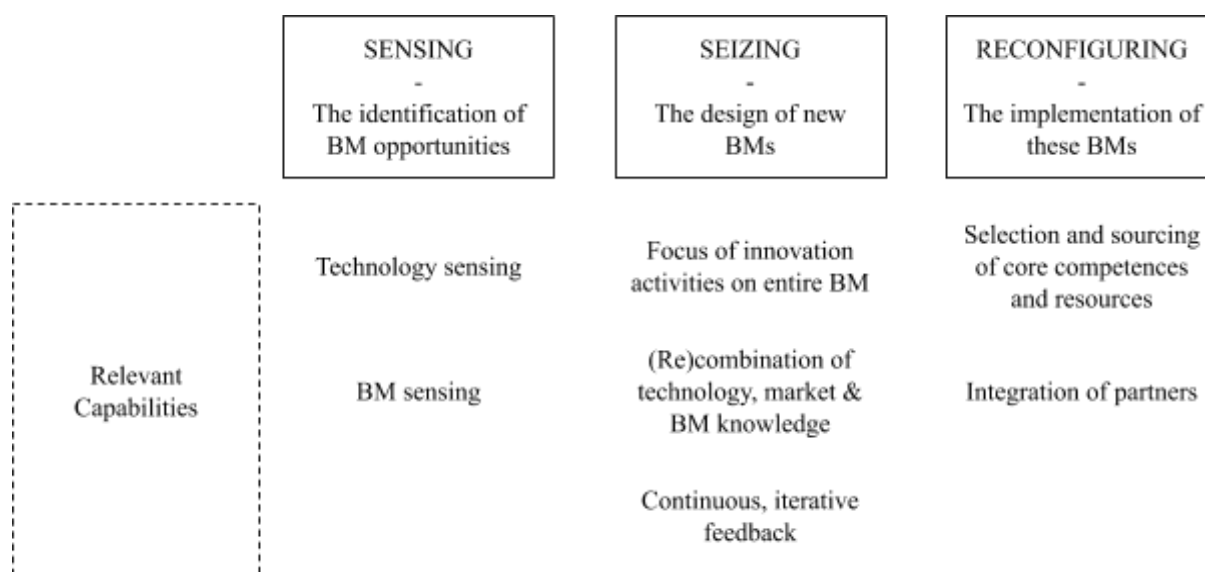 SENSING
-
The identification of
BM opportunities
SEIZING
-
The design of new
BMs
RECONFIGURING
-
The implementation of
these BMs
Relevant
Capabilities
Technology sensing
BM sensing
Focus of innovation
activities on entire BM
(Re)combination of
technology, market &
BM knowledge
Continuous, iterative
feedback
Selection and sourcing
of core competences
and resources
Integration of partners